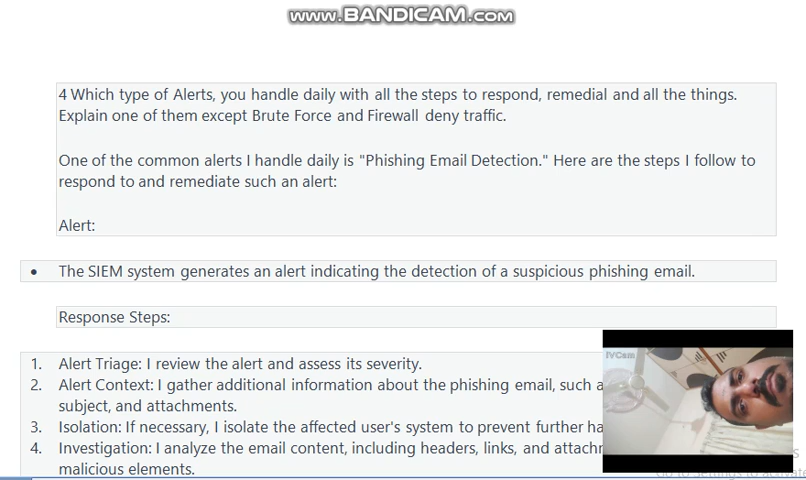 www.BANDICAM.com
4 Which type of Alerts, you handle daily with all the steps to respond, remedial and all the things.
Explain one of them except Brute Force and Firewall deny traffic.
One of the common alerts I handle daily is "Phishing Email Detection." Here are the steps I follow to
respond to and remediate such an alert:
Alert:
• The SIEM system generates an alert indicating the detection of a suspicious phishing email.
Response Steps:
1. Alert Triage: I review the alert and assess its severity.
iVCam
2. Alert Context: I gather additional information about the phishing email, such a
subject, and attachments.
3. Isolation: If necessary, I isolate the affected user's system to prevent further ha
4. Investigation: I analyze the email content, including headers, links, and attachm
malicious elements.
Go to Settings to activate